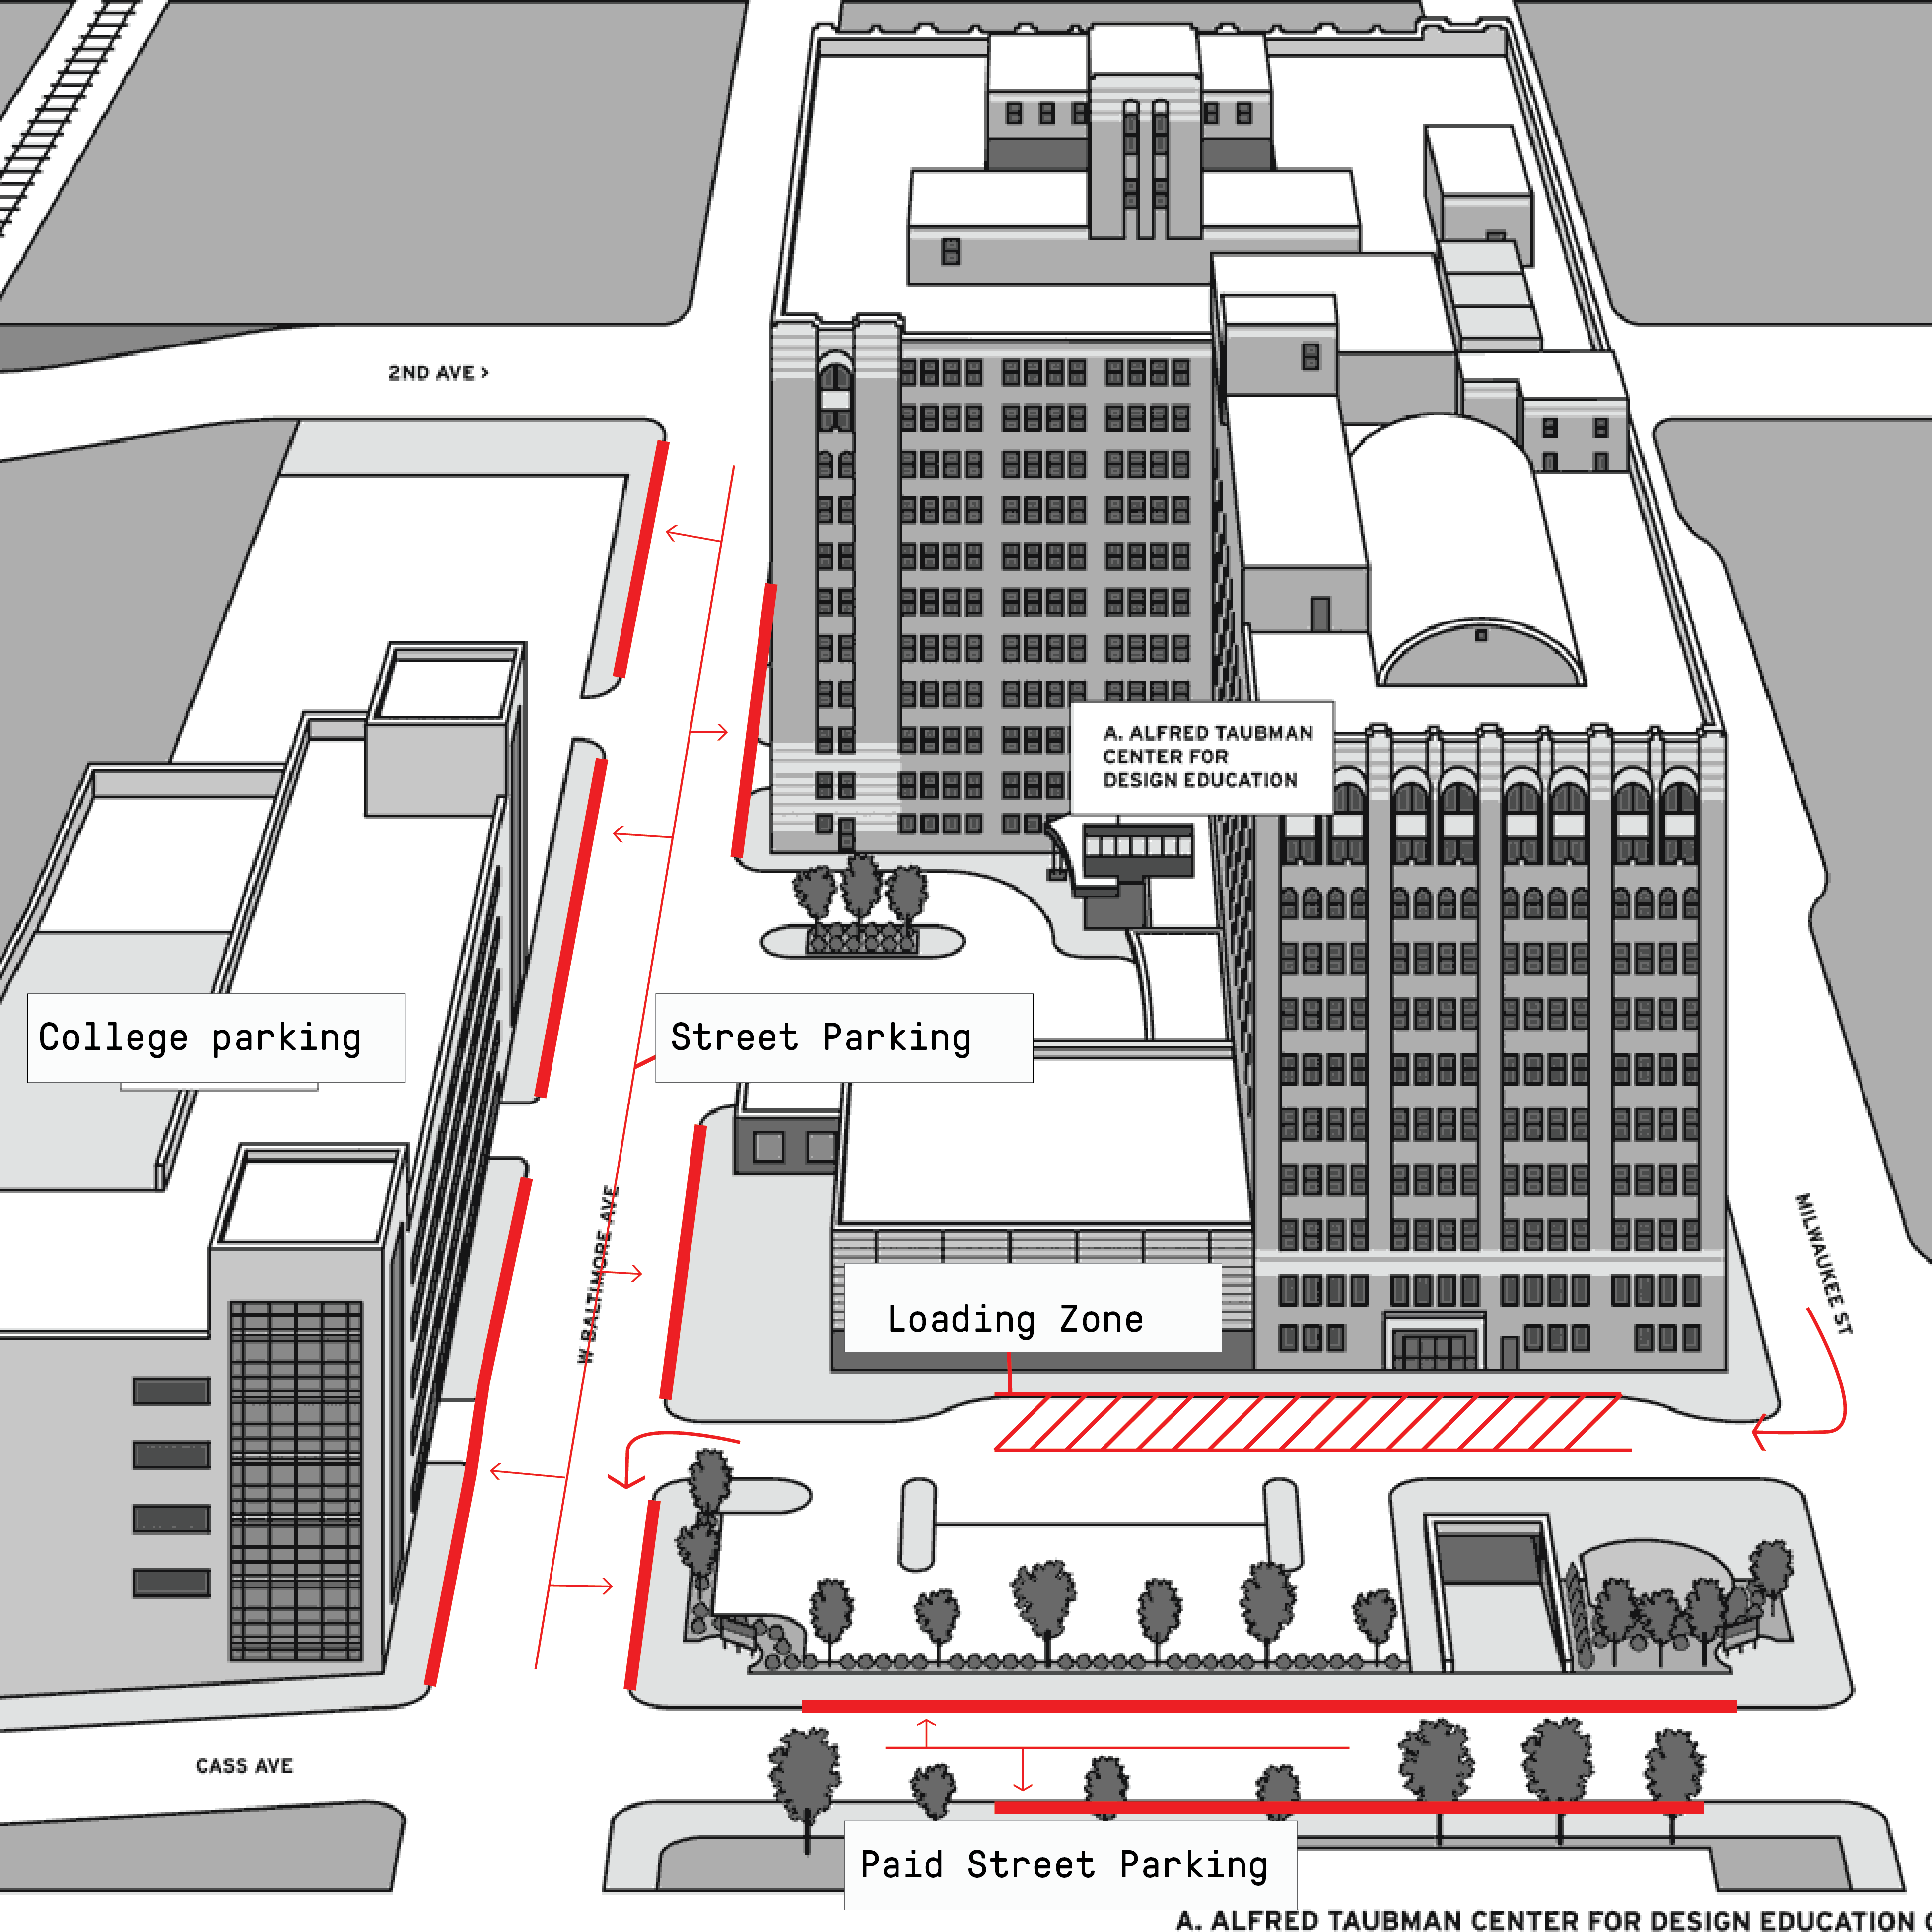 2ND AVE >
A. ALFRED TAUBMAN
CENTER FOR
DESIGN EDUCATION
College parking
Street Parking
W BALTIMORE AVE
MILWAUKEE ST
Loading Zone
CASS AVE
Paid Street Parking
A. ALFRED TAUBMAN CENTER FOR DESIGN EDUCATION